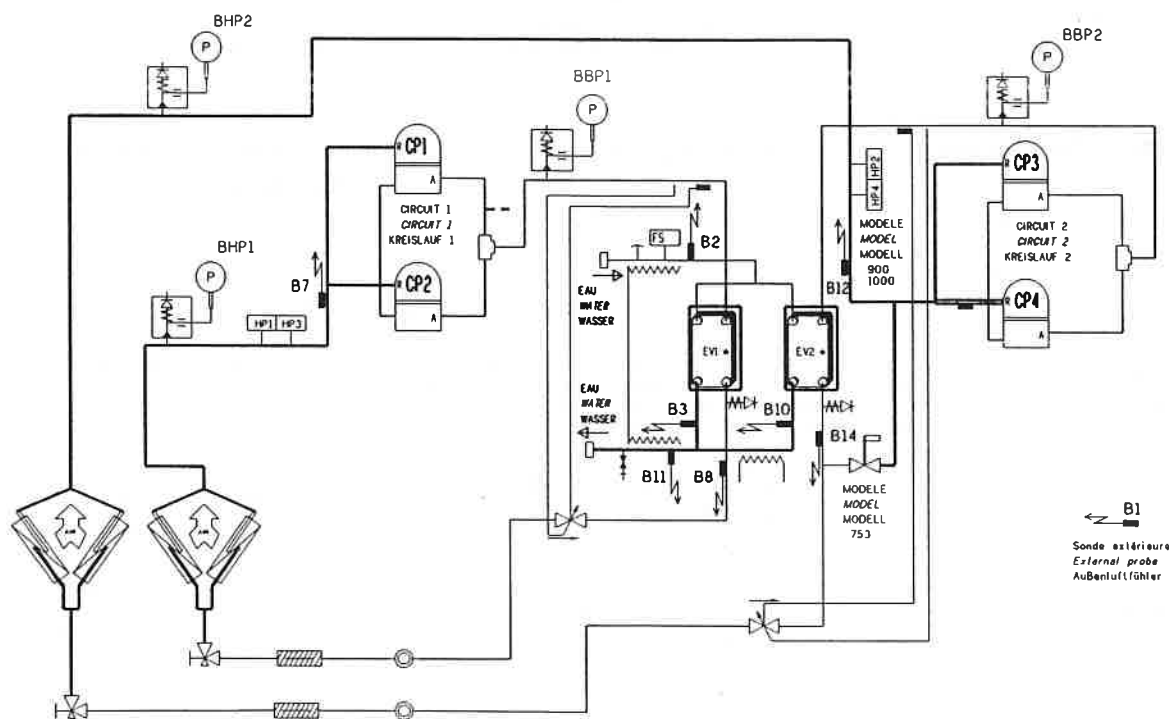 BHP2
P
BBP2
P
BBP1
P
CP1
A
CIRCUIT 1
CIRCUIT 1
KREISLAUF 1
CP2
A
BHP1
P
B7
HP1 HP3
FS
B2
EAU
WATER
WASSER
EV1
EV2
EAU
WATER
WASSER
B3
B10
B11
B8
B14
HP4 HP2
MODELE
MODEL
MODELL
900
1000
B12
CP3
A
CIRCUIT 2
CIRCUIT 2
KREISLAUF 2
CP4
A
MODELE
MODEL
MODELL
753
AIR
AIR
B1
Sonde extérieure
External probe
Außenluftfühler